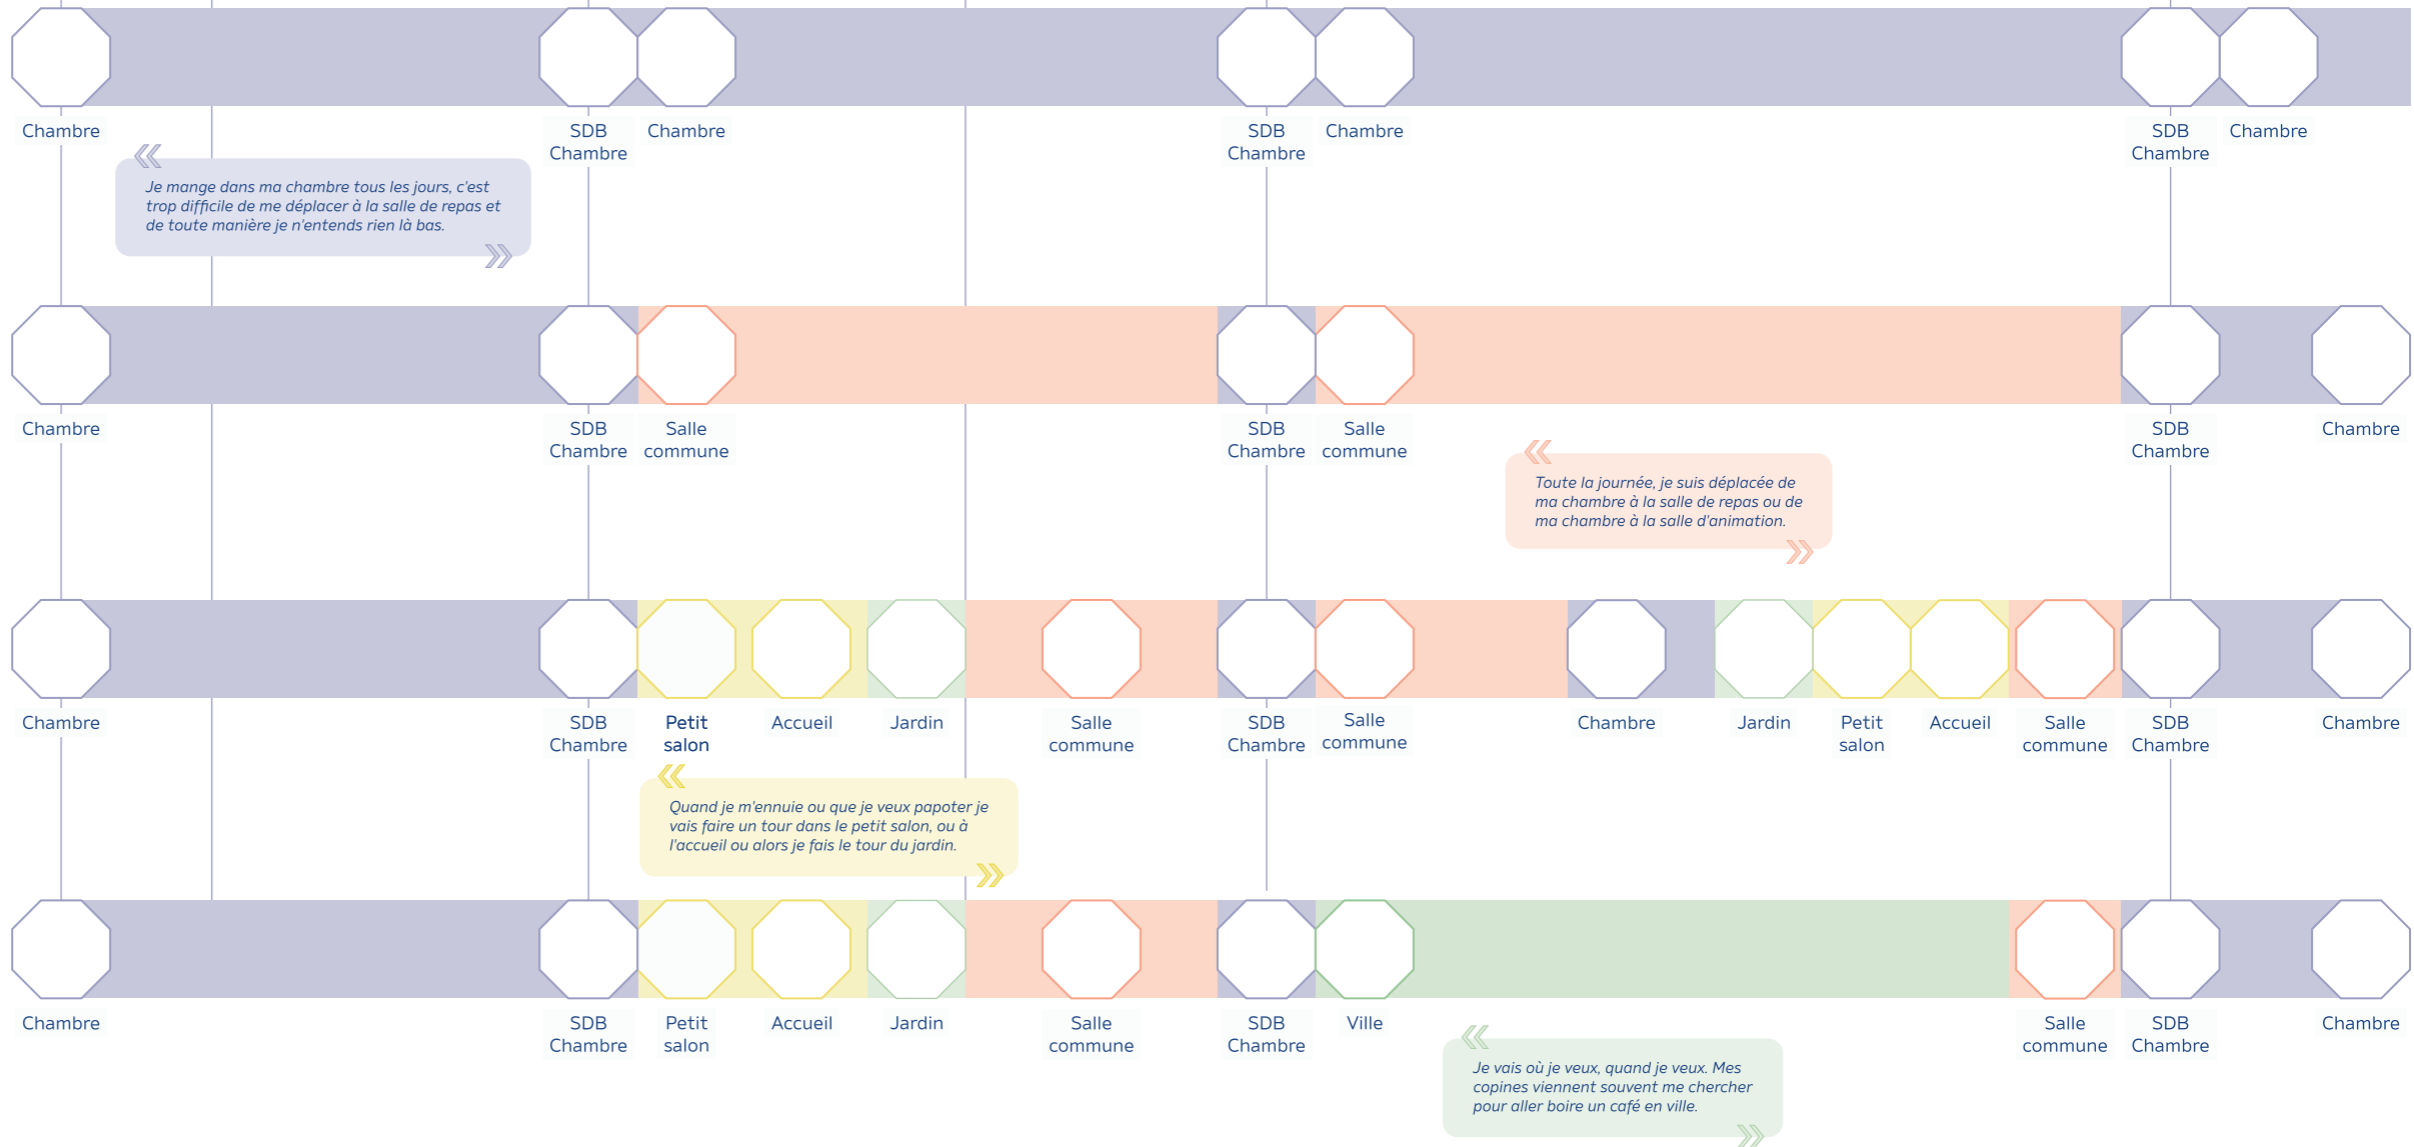 Chambre
SDB
Chambre
Chambre
SDB
Chambre
Chambre
SDB
Chambre
Chambre
Je mange dans ma chambre tous les jours, c'est
trop difficile de me déplacer à la salle de repas et
de toute manière je n'entends rien là bas.
Chambre
SDB
Chambre
Salle
commune
SDB
Chambre
Salle
commune
SDB
Chambre
Chambre
Toute la journée, je suis déplacée de
ma chambre à la salle de repas ou de
ma chambre à la salle d'animation.
Chambre
SDB
Chambre
Petit
salon
Accueil
Jardin
Salle
commune
SDB
Chambre
Salle
commune
Chambre
Jardin
Petit
salon
Accueil
Salle
commune
SDB
Chambre
Chambre
Quand je m'ennuie ou que je veux papoter je
vais faire un tour dans le petit salon, ou à
l'accueil ou alors je fais le tour du jardin.
Chambre
SDB
Chambre
Petit
salon
Accueil
Jardin
Salle
commune
SDB
Chambre
Ville
Salle
commune
SDB
Chambre
Chambre
Je vais où je veux, quand je veux. Mes
copines viennent souvent me chercher
pour aller boire un café en ville.